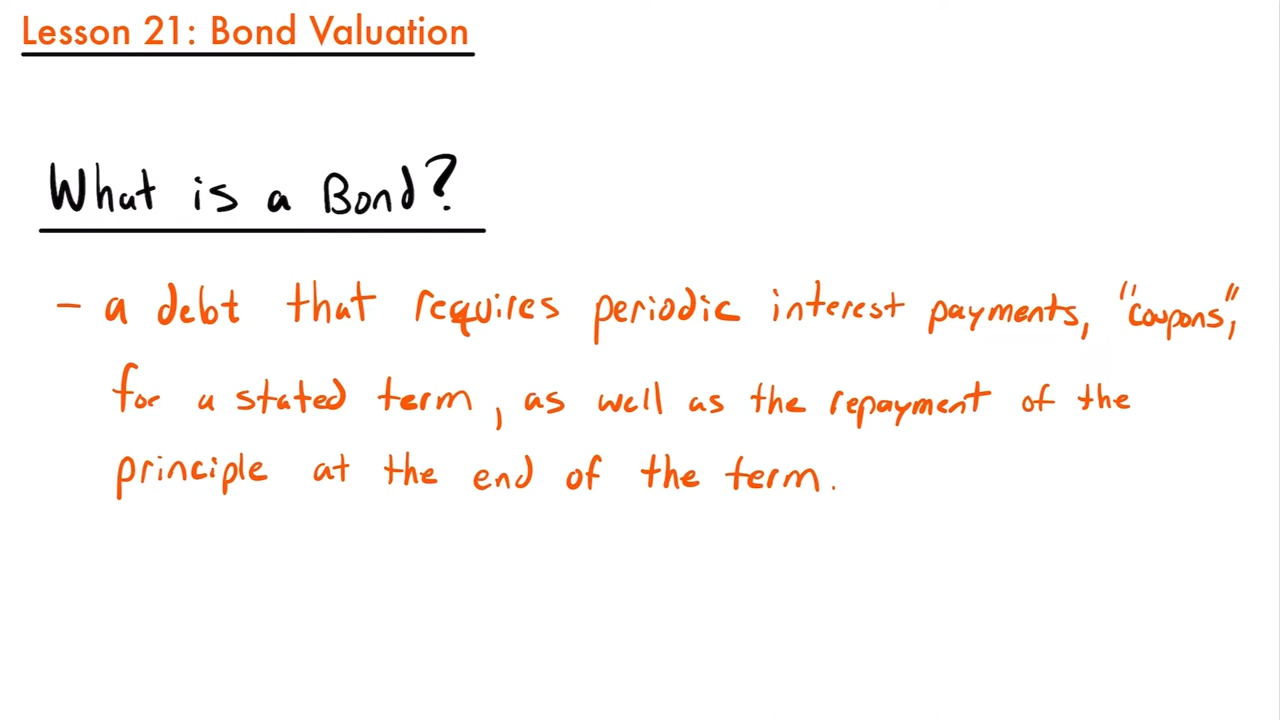 Lesson 21: Bond Valuation
What is a Bond?
- a debt that requires periodic interest payments, "coupons",
for a stated term, as well as the repayment of the
principle at the end of the term.